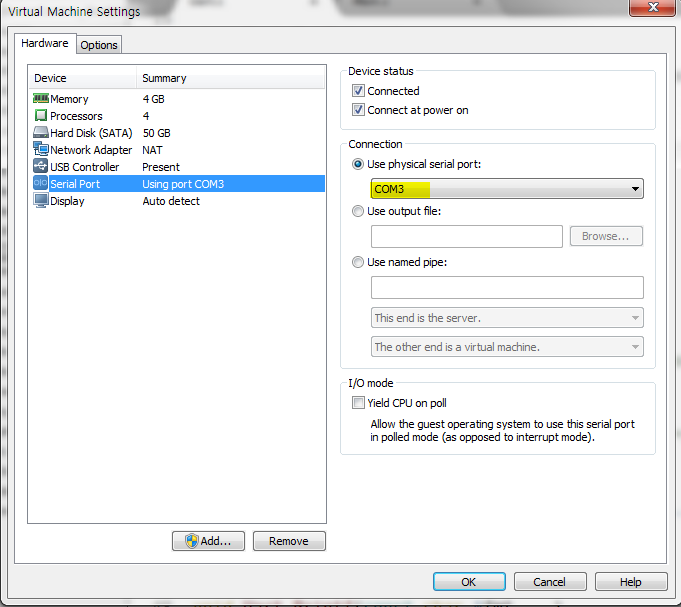 Virtual Machine Settings
Hardware
Options
Device Summary
Memory 4 GB
Processors 4
Hard Disk (SATA) 50 GB
Network Adapter NAT
USB Controller Present
Serial Port Using port COM3
Display Auto detect
Add...
Remove
Device status
Connected
Connect at power on
Connection
Use physical serial port:
COM3
Use output file:
Browse...
Use named pipe:
This end is the server.
The other end is a virtual machine.
I/O mode
Yield CPU on poll
Allow the guest operating system to use this serial port
in polled mode (as opposed to interrupt mode).
OK
Cancel
Help